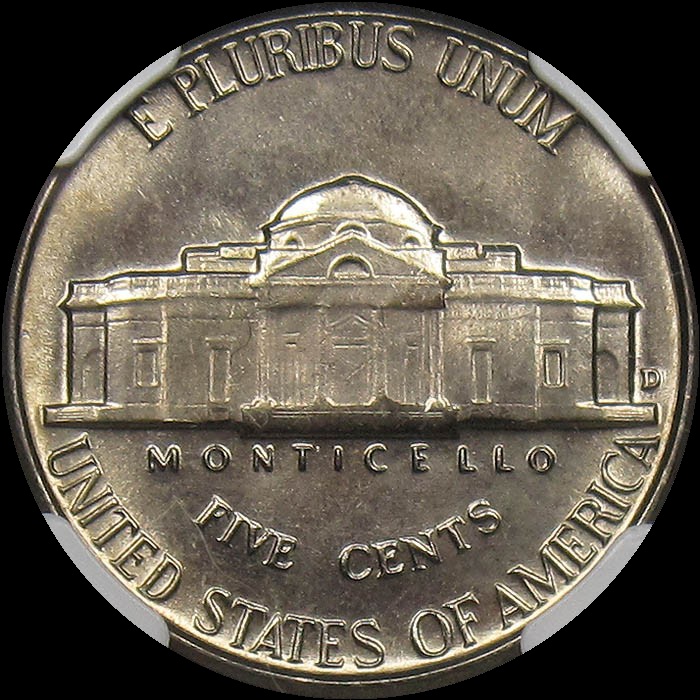 E PLURIBUS UNUM
D
MONTICELLO
FIVE CENTS
UNITED STATES OF AMERICA